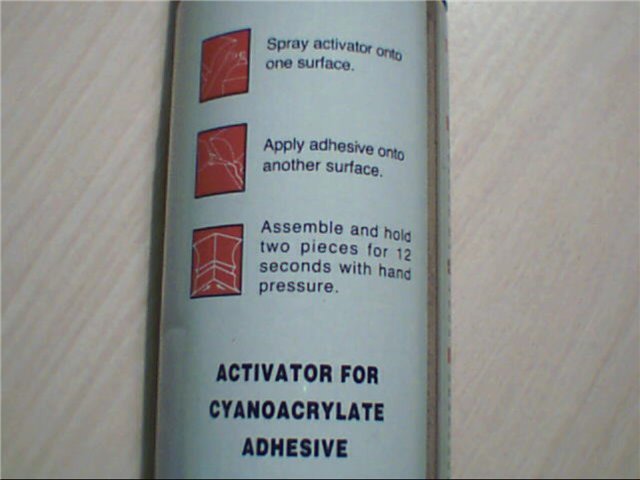 Spray activator onto
one surface.
Apply adhesive onto
another surface.
Assemble and hold
two pieces for 12
seconds with hand
pressure.
ACTIVATOR FOR
CYANOACRYLATE
ADHESIVE